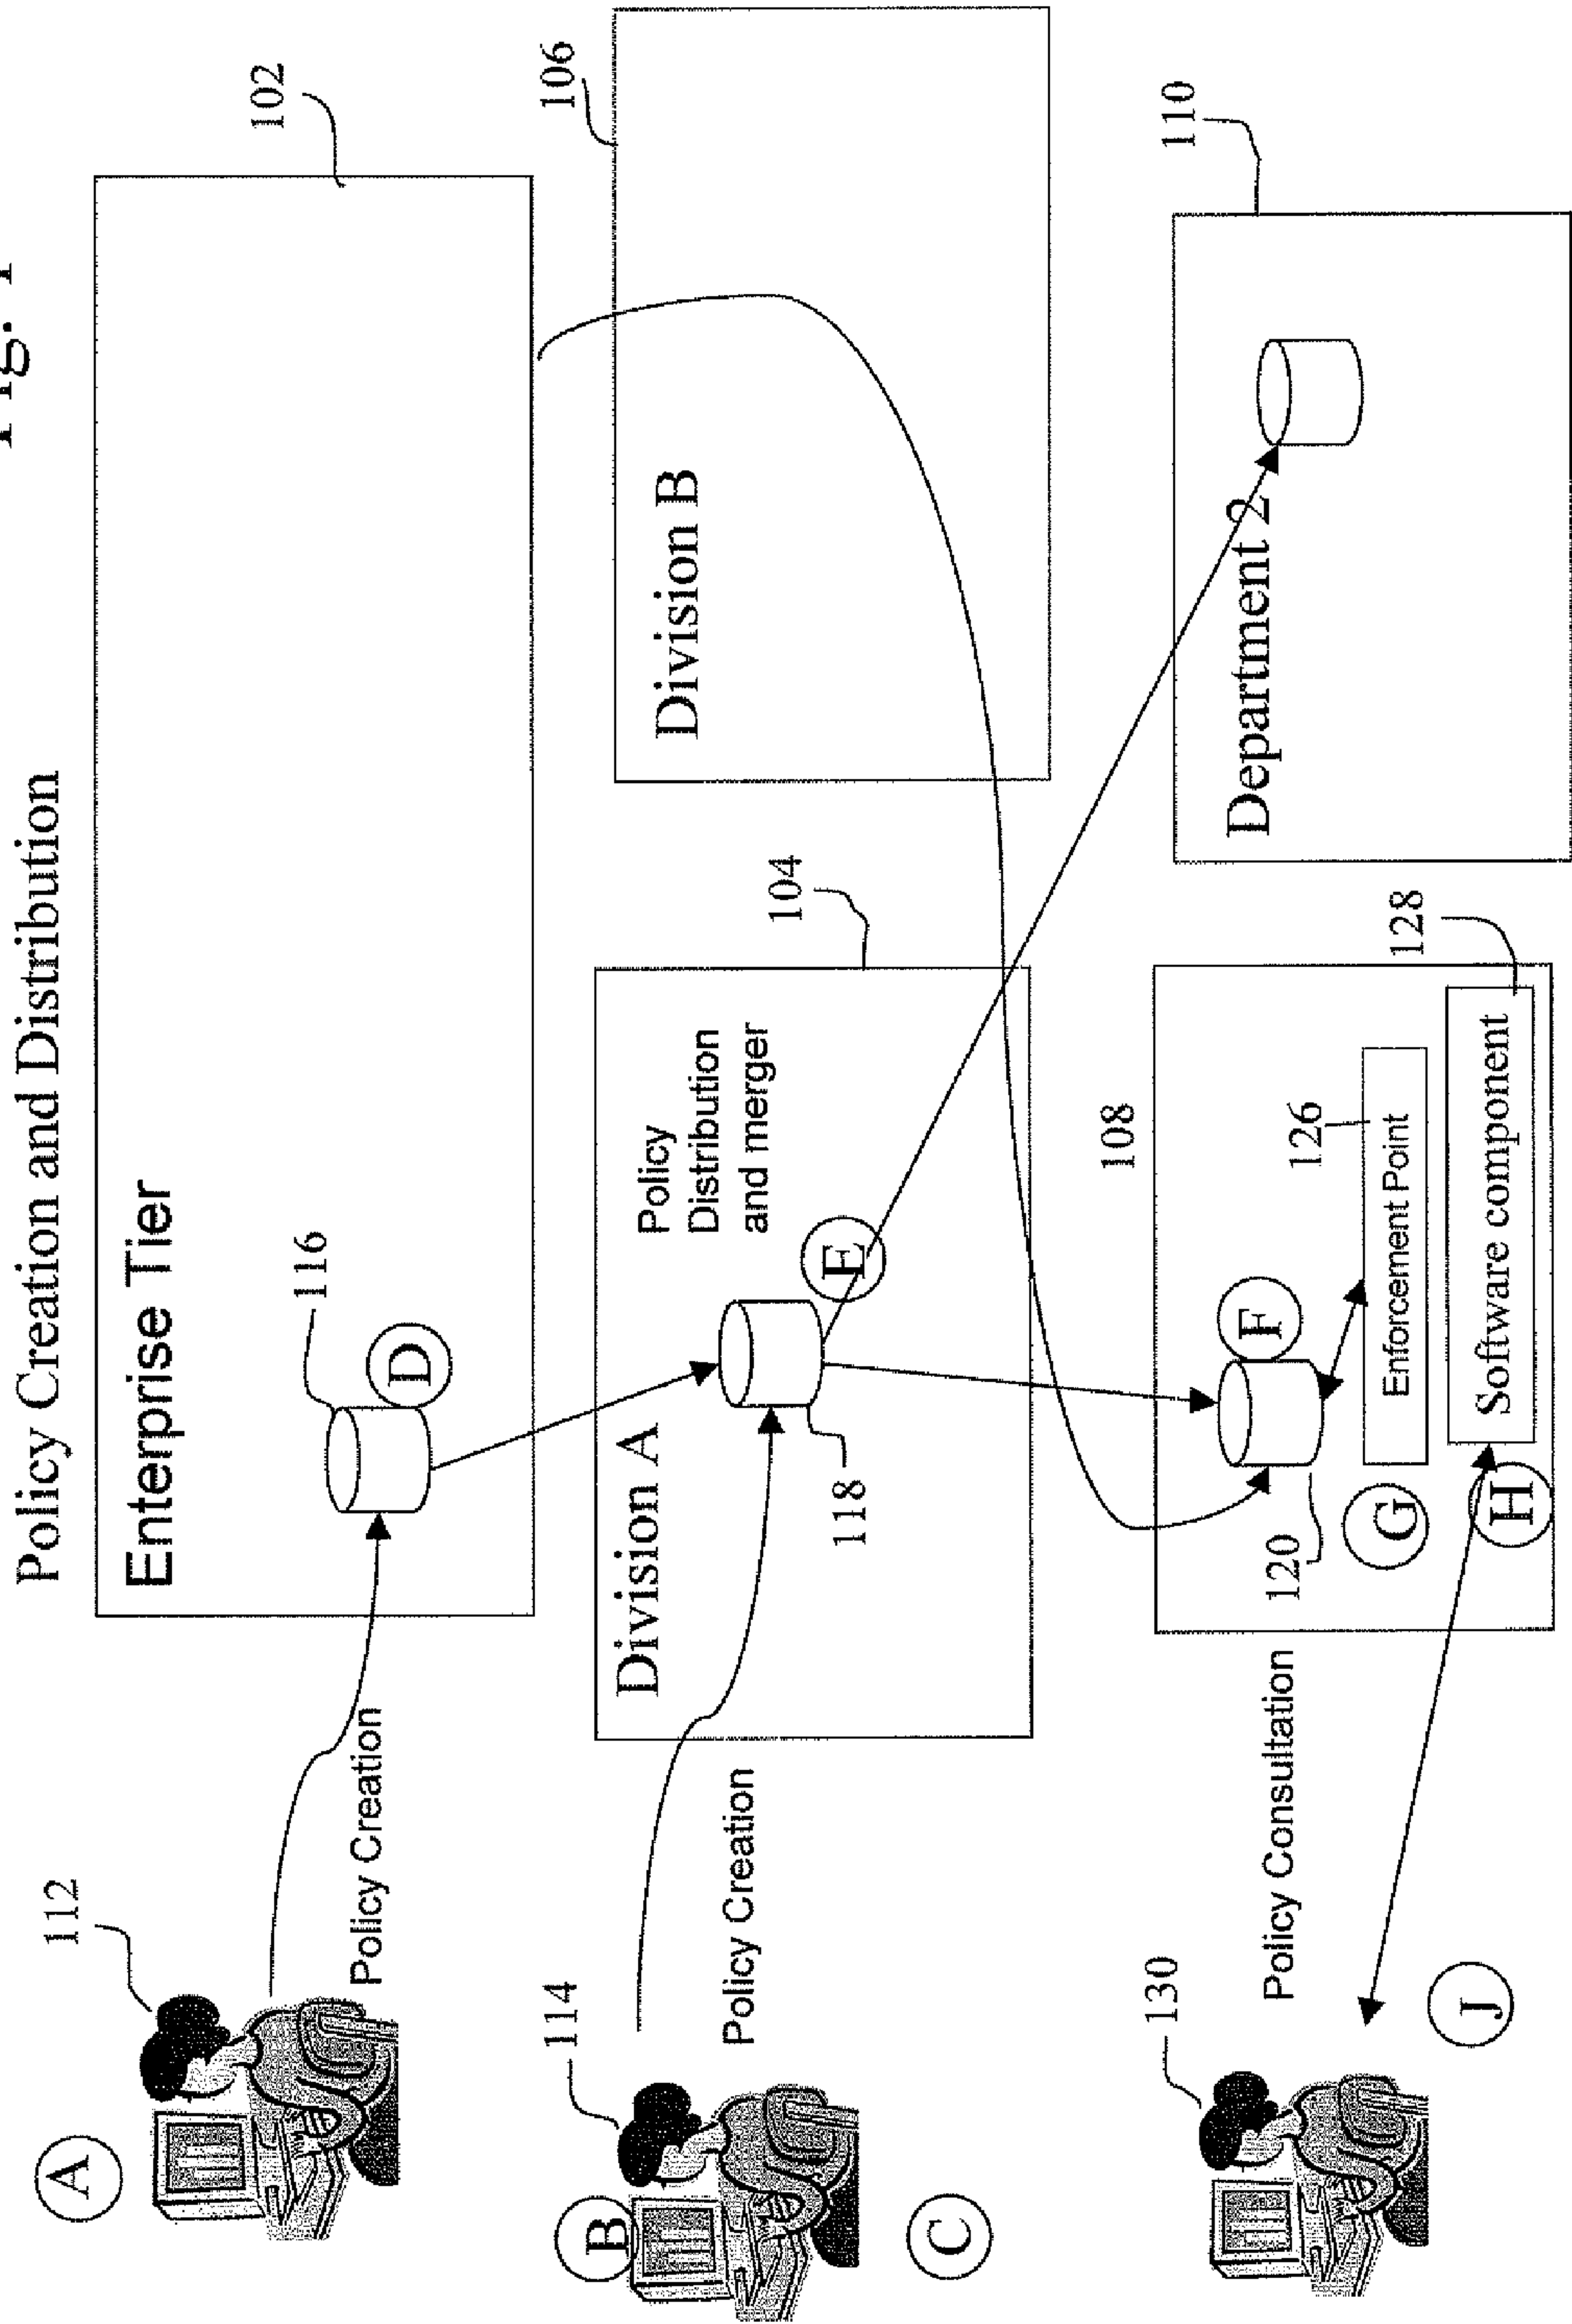 Policy Creation and Distribution
Fig. 1
A
112
Policy Creation
Enterprise Tier
116
D
102
B
114
C
Policy Creation
Division A
118
E
Policy
Distribution
and merger
104
Division B
106
130
J
Policy Consultation
108
120
F
G
126
Enforcement Point
H
Software component
128
Department 2
110